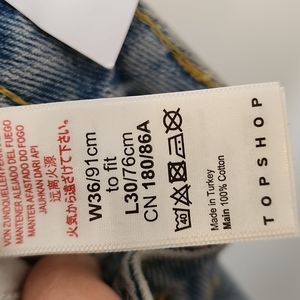 VON ZÜNDQUELLEN FERNHALTEN
MANTENER ALEJADO DEL FUEGO
MANTER AFASTADO DO FOGO
JAUHKAN DARI API
远离火源
火気から遠ざけて下さい
W36/91cm
to fit
L30/76cm
CN 180/86A
40
Made in Turkey
Main 100% Cotton
TOPSHOP